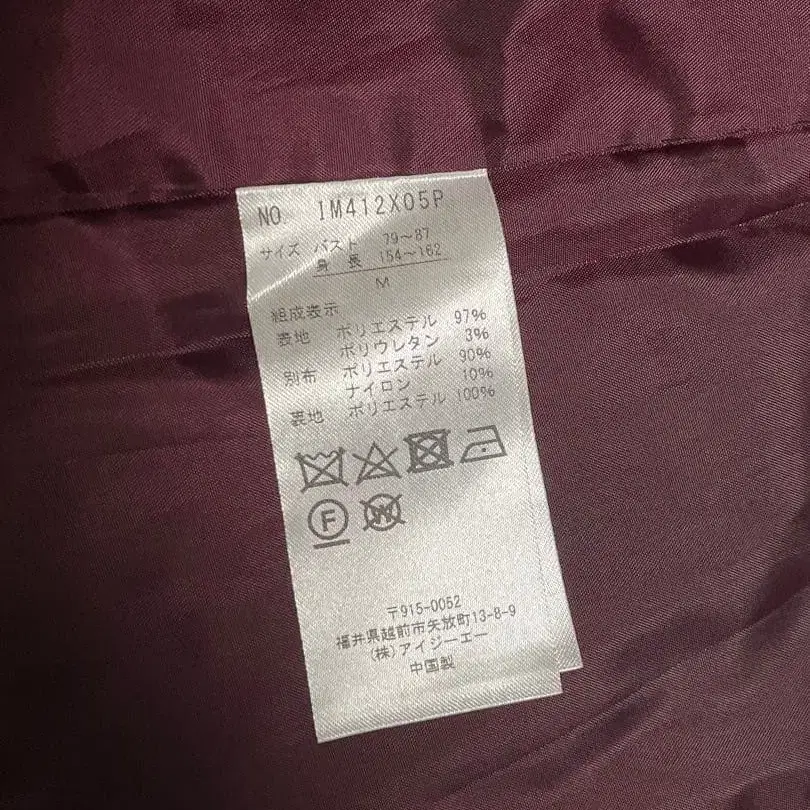 NO IM412X05P
サイズ バスト 79～87
身 長 154～162
M
組成表示
表地 ポリエステル 97%
ポリウレタン 3%
別布 ポリエステル 90%
ナイロン 10%
裏地 ポリエステル 100%
F W
〒915-0052
福井県越前市矢放町13-8-9
(株)アイジーエー
中国製